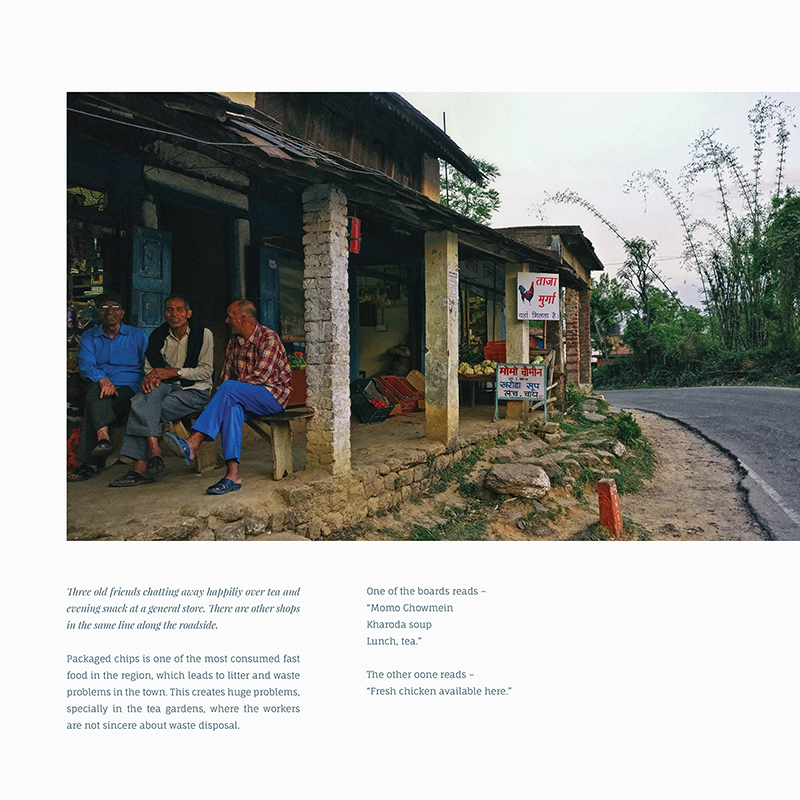 ताजा
मुर्गा
यहाँ मिलता है
मोमो चौमीन
खरोडा सूप
लंच, चाय
Three old friends chatting away happiliy over tea and
evening snack at a general store. There are other shops
in the same line along the roadside.
Packaged chips is one of the most consumed fast
food in the region, which leads to litter and waste
problems in the town. This creates huge problems,
specially in the tea gardens, where the workers
are not sincere about waste disposal.
One of the boards reads –
“Momo Chowmein
Kharoda soup
Lunch, tea.”
The other oone reads –
“Fresh chicken available here.”